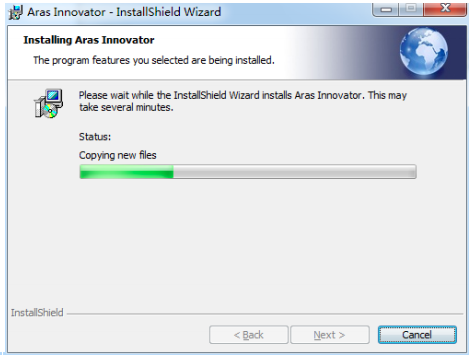 Aras Innovator - InstallShield Wizard
Installing Aras Innovator
The program features you selected are being installed.
Please wait while the InstallShield Wizard installs Aras Innovator. This may
take several minutes.
Status:
Copying new files
InstallShield
< Back Next > Cancel